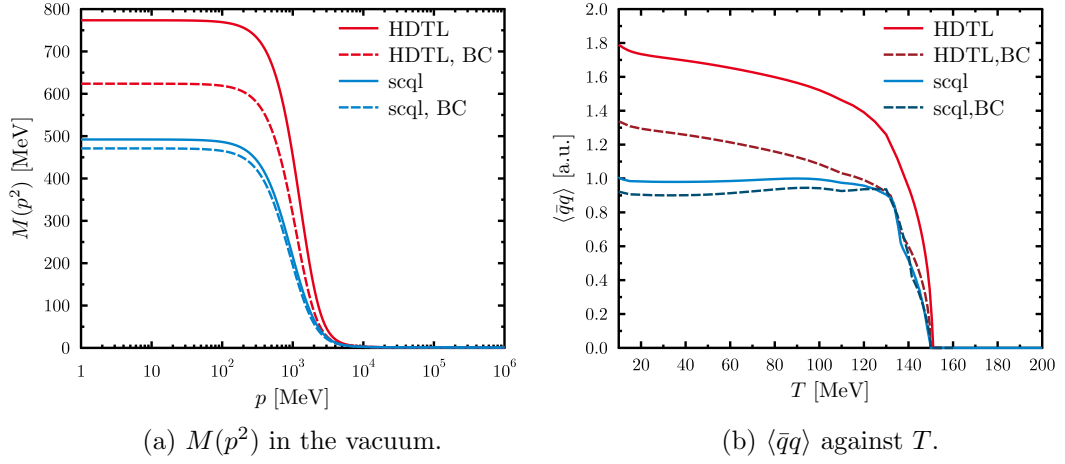 800
700
600
500
400
300
200
100
0
M(p²) [MeV]
1 10 10² 10³ 10⁴ 10⁵ 10⁶
p [MeV]
HDTL
HDTL, BC
scql
scql, BC
(a) M(p²) in the vacuum.
2.0
1.8
1.6
1.4
1.2
1.0
0.8
0.6
0.4
0.2
0.0
⟨q̄q⟩ [a.u.]
20 40 60 80 100 120 140 160 180 200
T [MeV]
HDTL
HDTL,BC
scql
scql,BC
(b) ⟨q̄q⟩ against T.